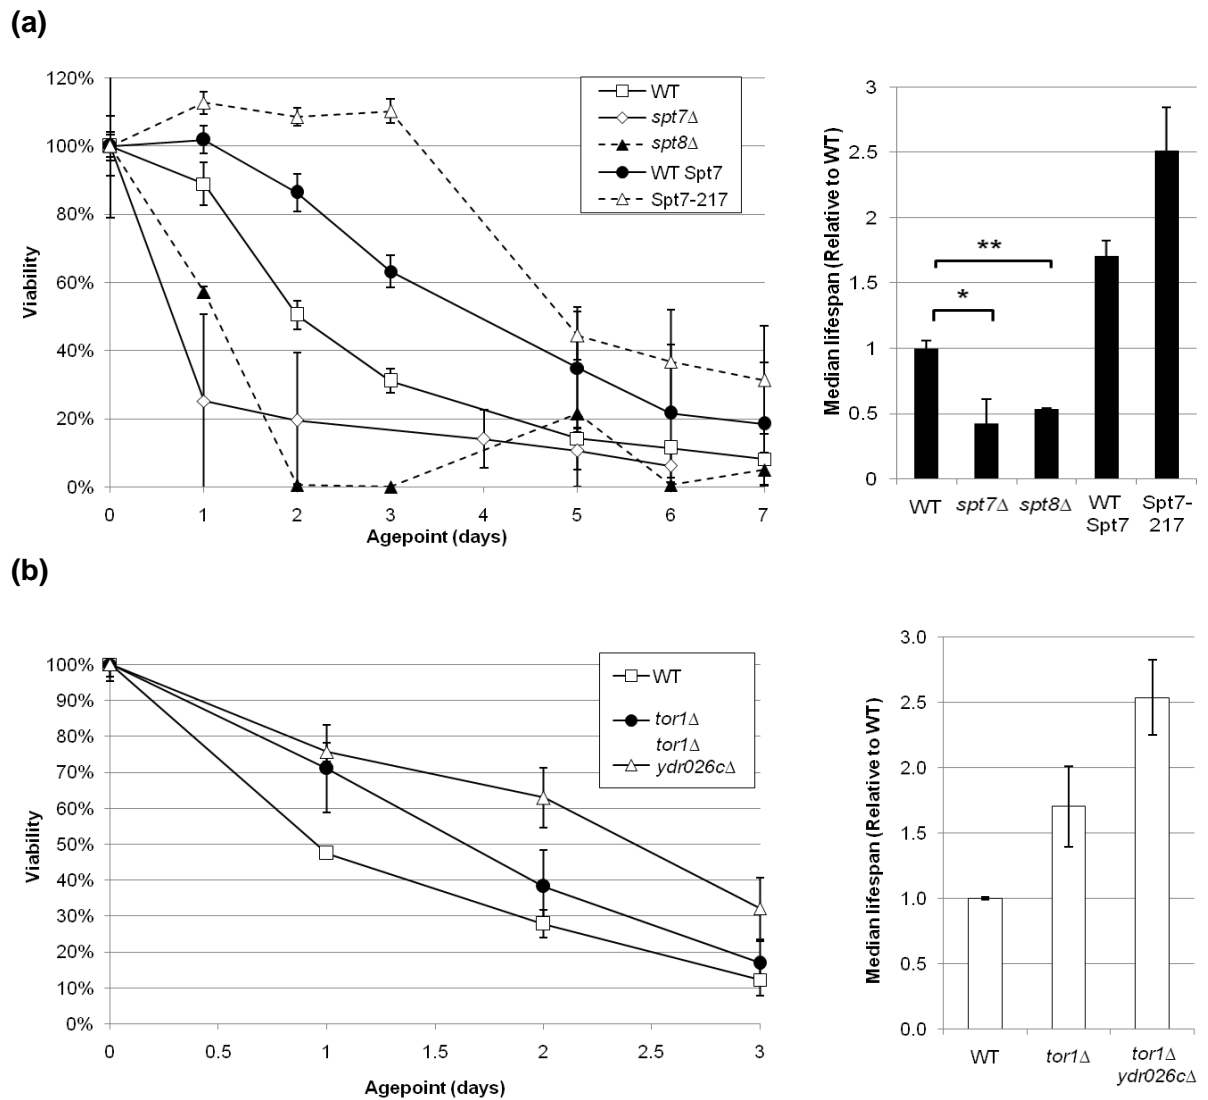 (a)
120%
100%
80%
60%
40%
20%
0%
Viability
0 1 2 3 4 5 6 7
Agepoint (days)
WT
spt7Δ
spt8Δ
WT Spt7
Spt7-217
3
2.5
2
1.5
1
0.5
0
Median lifespan (Relative to WT)
**
*
WT spt7Δ spt8Δ WT Spt7-
Spt7 217
(b)
100%
90%
80%
70%
60%
50%
40%
30%
20%
10%
0%
Viability
0 0.5 1 1.5 2 2.5 3
Agepoint (days)
WT
tor1Δ
tor1Δ
ydr026cΔ
3.0
2.5
2.0
1.5
1.0
0.5
0.0
Median lifespan (Relative to WT)
WT tor1Δ tor1Δ
ydr026cΔ